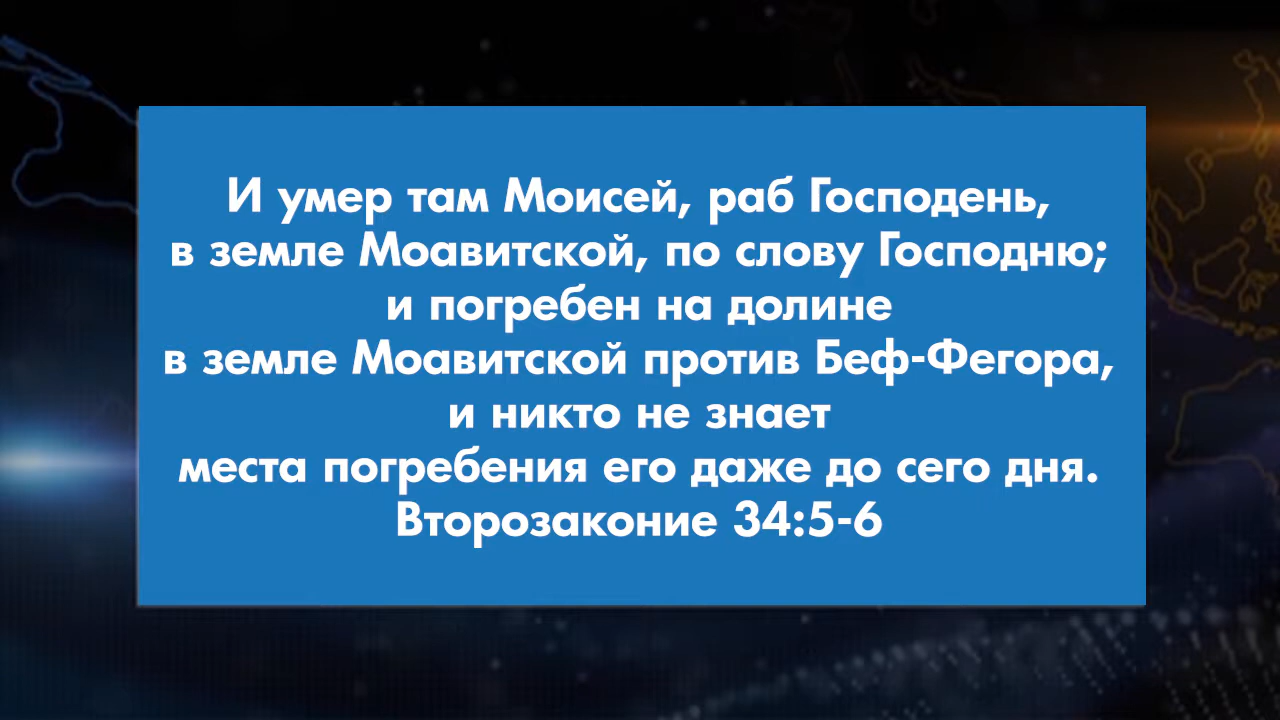 И умер там Моисей, раб Господень,
в земле Моавитской, по слову Господню;
и погребен на долине
в земле Моавитской против Беф-Фегора,
и никто не знает
места погребения его даже до сего дня.
Второзаконие 34:5-6